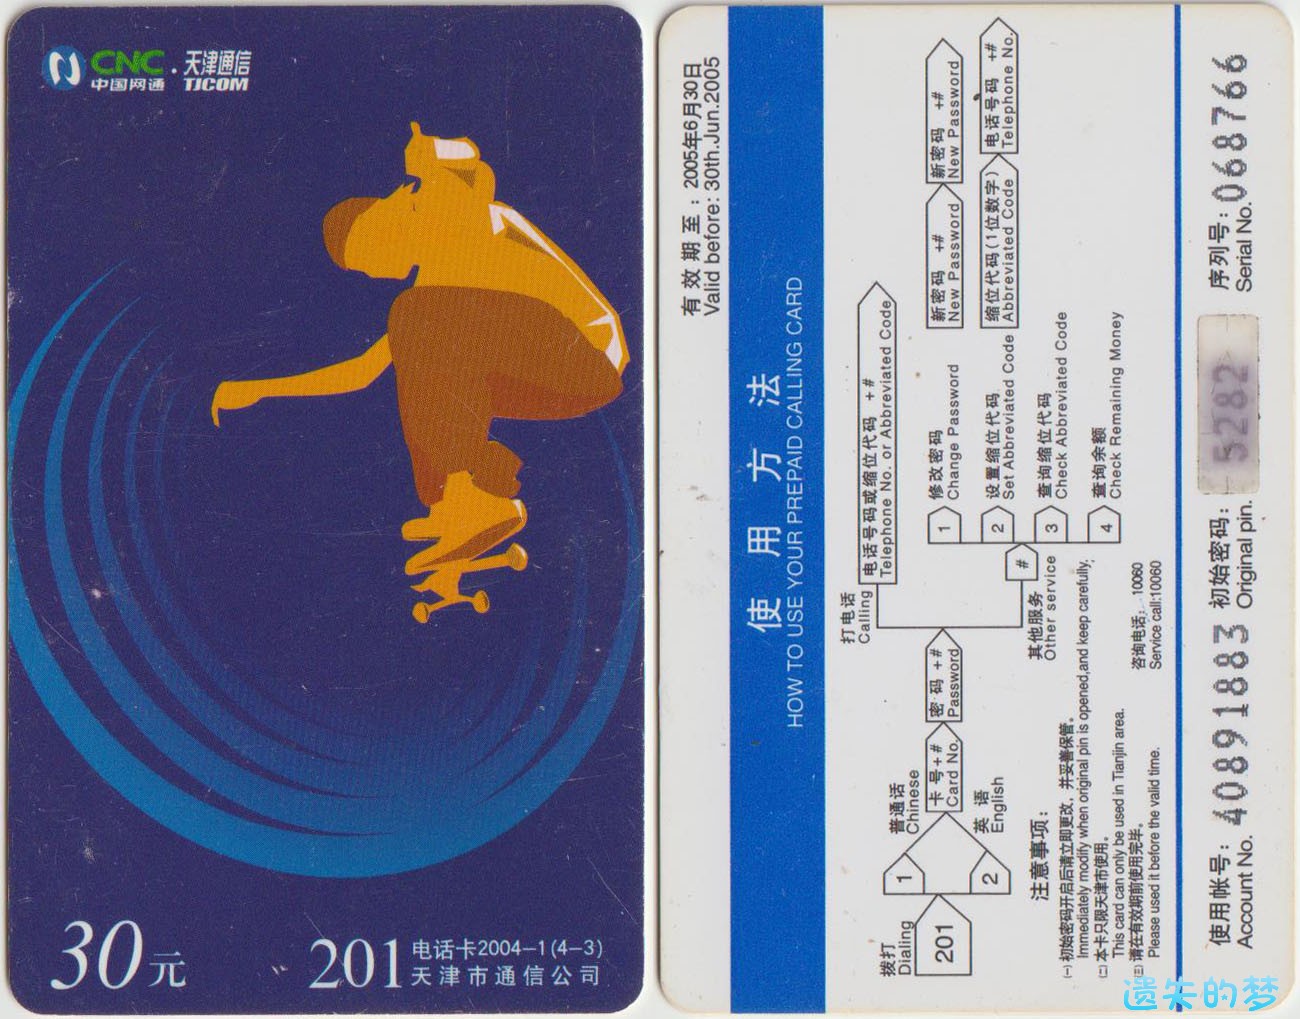 CNC · 天津通信
中国网通 TJCOM
30元
201 电话卡2004-1(4-3)
天津市通信公司
有效期至：2005年6月30日
Valid before: 30th.Jun.2005
使用方法
HOW TO USE YOUR PREPAID CALLING CARD
拨打
Dialing
201
1
普通话
Chinese
2
英语
English
卡号+#
Card No.
密码+#
Password
打电话
Calling
电话号码或缩位代码 +#
Telephone No. or Abbreviated Code
#
其他服务
Other service
1
修改密码
Change Password
新密码 +#
New Password
新密码 +#
New Password
2
设置缩位代码
Set Abbreviated Code
缩位代码(1位数字)
Abbreviated Code
电话号码 +#
Telephone No.
3
查询缩位代码
Check Abbreviated Code
4
查询余额
Check Remaining Money
注意事项：
(一)初始密码开启后请立即更改，并妥善保管。
Immediately modify when original pin is opened,and keep carefully.
(二)本卡只限天津市使用。
This card can only be used in Tianjin area.
(三)请在有效期前使用完毕。
Please used it before the valid time.
咨询电话：10060
Service call:10060
使用帐号：
Account No. 40891883
初始密码：
Original pin. 5282
序列号：
Serial No. 068766
遗失的梦